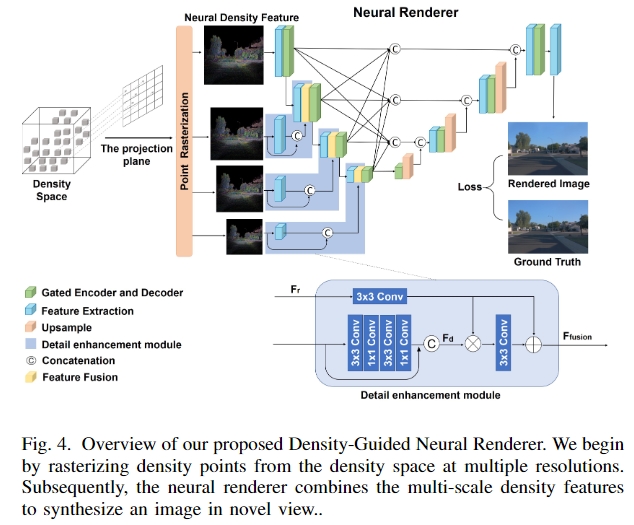 Neural Renderer
Neural Density Feature
Point Rasterization
The projection
plane
Density
Space
C
C
C
C
C
C
C
C
C
Loss
Rendered Image
Ground Truth
Gated Encoder and Decoder
Feature Extraction
Upsample
Detail enhancement module
C Concatenation
Feature Fusion
Fr
3x3 Conv
3x3 Conv
1x1 Conv
3x3 Conv
1x1 Conv
C
Fd
3x3 Conv
Ffusion
Detail enhancement module
Fig. 4. Overview of our proposed Density-Guided Neural Renderer. We begin
by rasterizing density points from the density space at multiple resolutions.
Subsequently, the neural renderer combines the multi-scale density features
to synthesize an image in novel view..